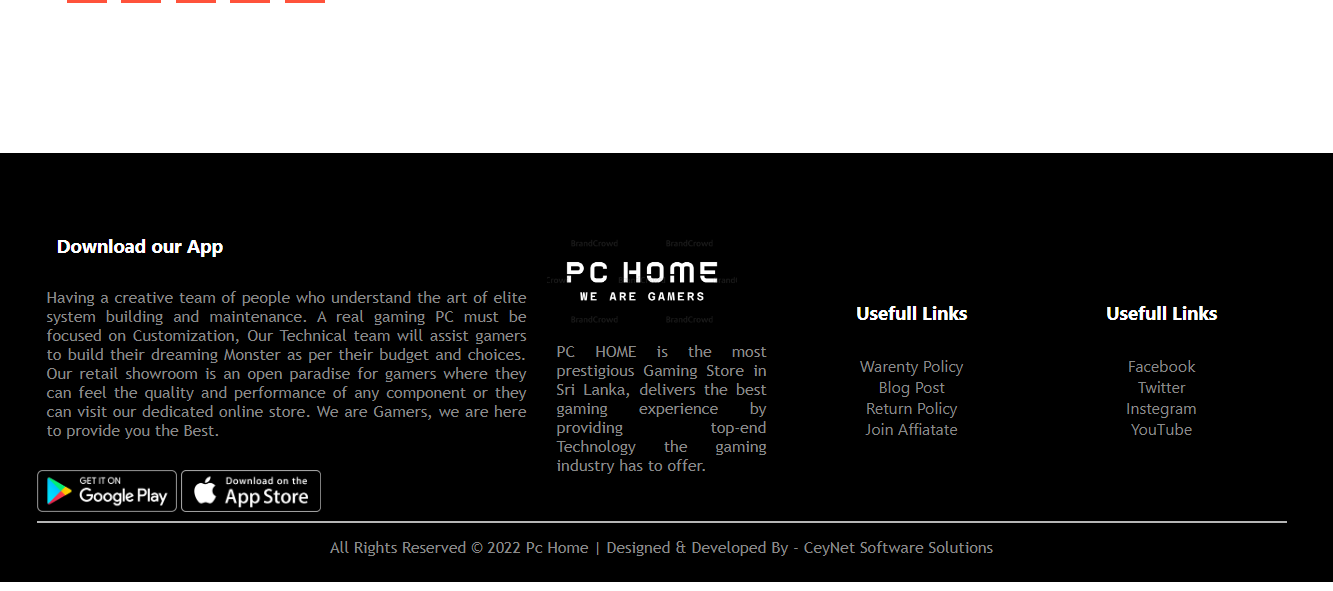 Download our App
Having a creative team of people who understand the art of elite
system building and maintenance. A real gaming PC must be
focused on Customization, Our Technical team will assist gamers
to build their dreaming Monster as per their budget and choices.
Our retail showroom is an open paradise for gamers where they
can feel the quality and performance of any component or they
can visit our dedicated online store. We are Gamers, we are here
to provide you the Best.
GET IT ON
Google Play
Download on the
App Store
BrandCrowd BrandCrowd
PC HOME
WE ARE GAMERS
BrandCrowd BrandCrowd
PC HOME is the most
prestigious Gaming Store in
Sri Lanka, delivers the best
gaming experience by
providing top-end
Technology the gaming
industry has to offer.
Usefull Links
Warenty Policy
Blog Post
Return Policy
Join Affiatate
Usefull Links
Facebook
Twitter
Instegram
YouTube
All Rights Reserved © 2022 Pc Home | Designed & Developed By - CeyNet Software Solutions